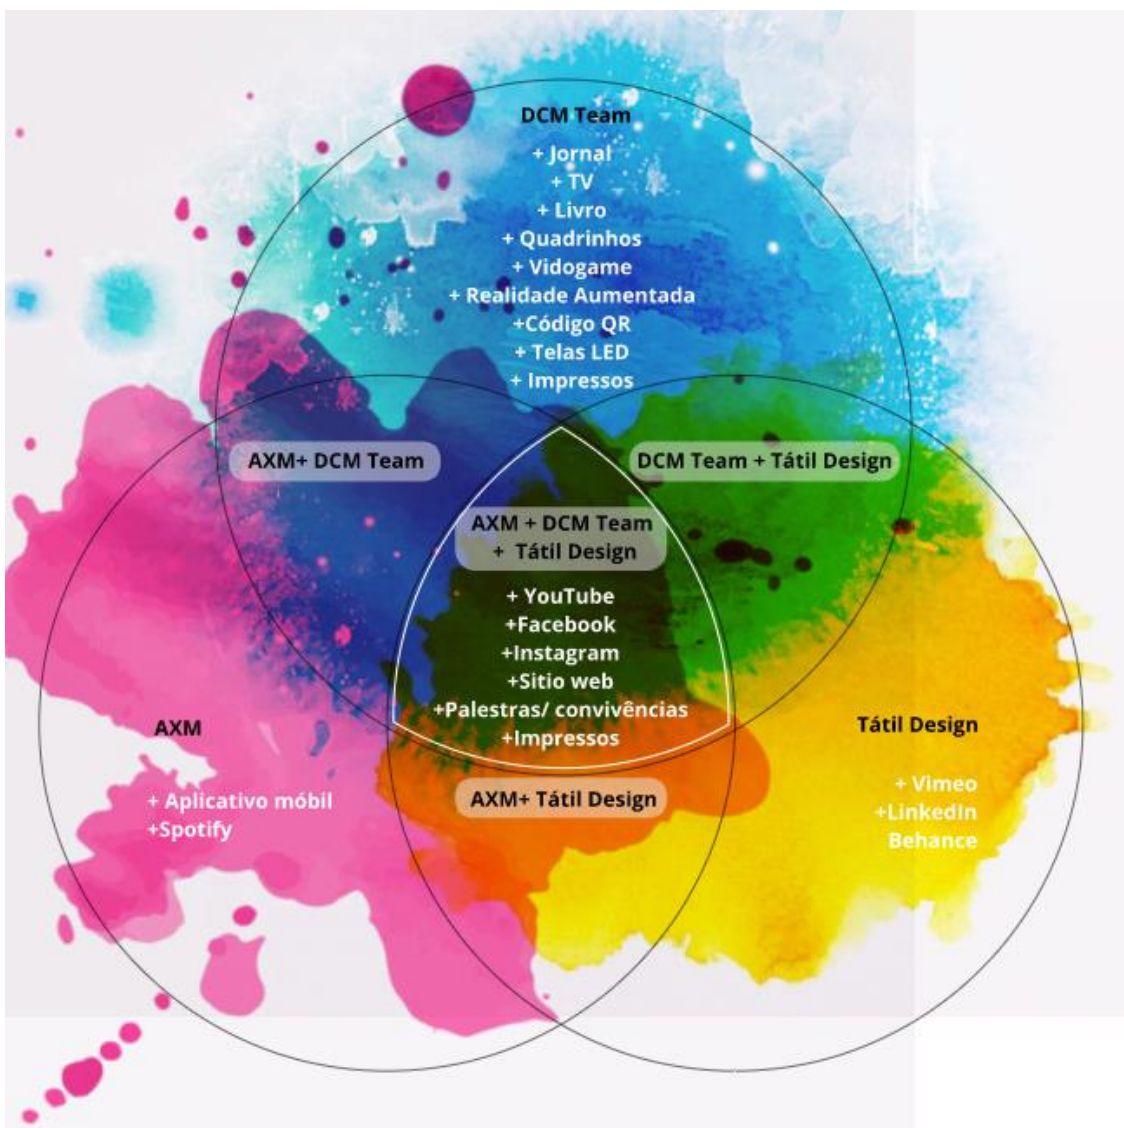 DCM Team
+ Jornal
+ TV
+ Livro
+ Quadrinhos
+ Vidogame
+ Realidade Aumentada
+Código QR
+ Telas LED
+ Impressos
AXM+ DCM Team
DCM Team + Tátil Design
AXM + DCM Team
+ Tátil Design
+ YouTube
+Facebook
+Instagram
+Sitio web
+Palestras/ convivências
+Impressos
AXM
+ Aplicativo móbil
+Spotify
Tátil Design
+ Vimeo
+LinkedIn
Behance
AXM+ Tátil Design